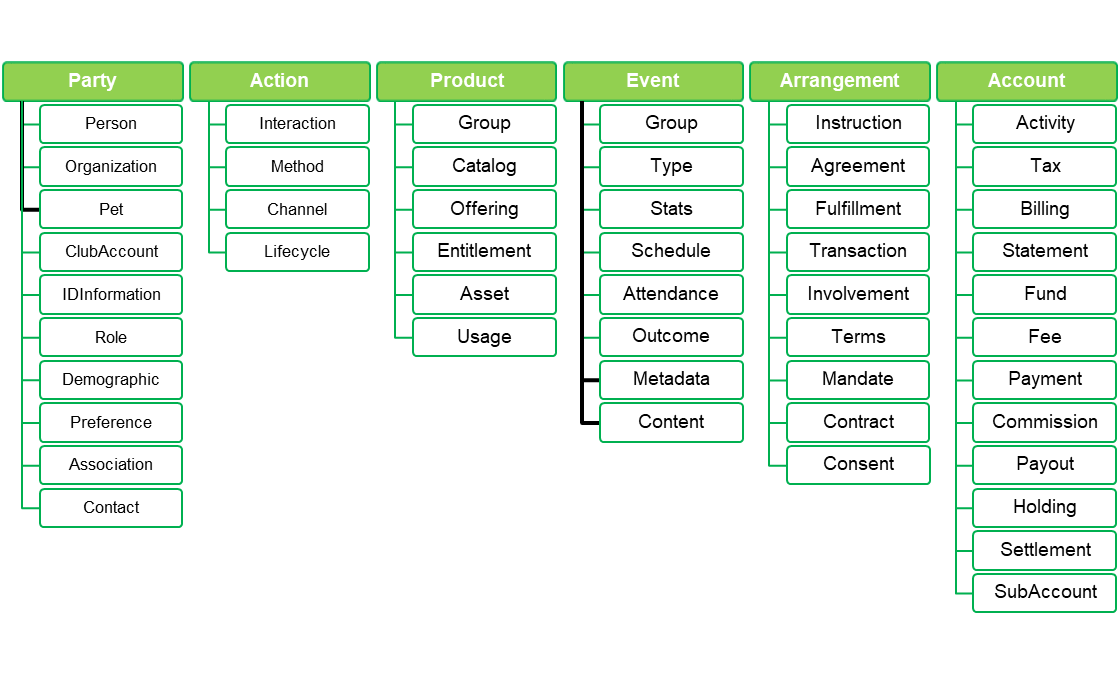 Party
Person
Organization
Pet
ClubAccount
IDInformation
Role
Demographic
Preference
Association
Contact
Action
Interaction
Method
Channel
Lifecycle
Product
Group
Catalog
Offering
Entitlement
Asset
Usage
Event
Group
Type
Stats
Schedule
Attendance
Outcome
Metadata
Content
Arrangement
Instruction
Agreement
Fulfillment
Transaction
Involvement
Terms
Mandate
Contract
Consent
Account
Activity
Tax
Billing
Statement
Fund
Fee
Payment
Commission
Payout
Holding
Settlement
SubAccount